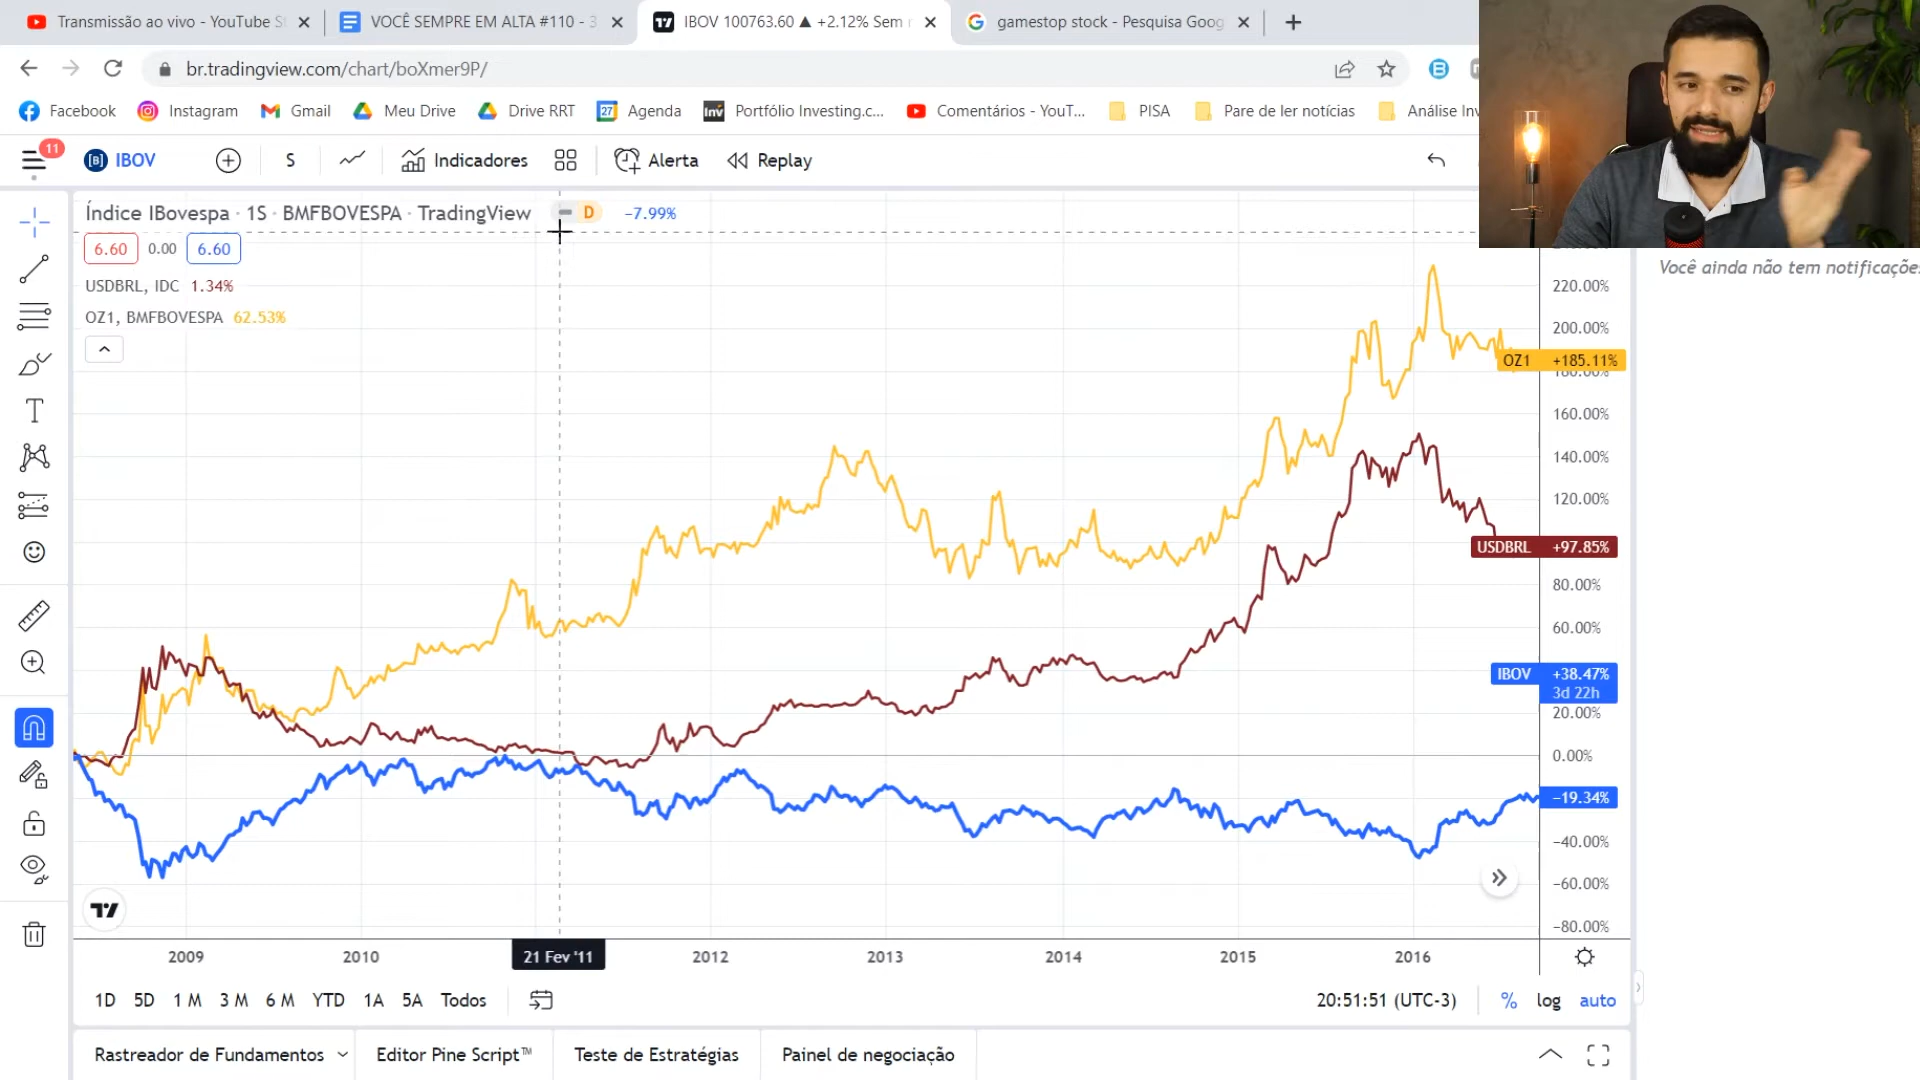 Transmissão ao vivo - YouTube S
VOCÊ SEMPRE EM ALTA #110 - 3
IBOV 100763.60 ▲ +2.12% Sem
gamestop stock - Pesquisa Goog
br.tradingview.com/chart/boXmer9P/
Facebook
Instagram
Gmail
Meu Drive
Drive RRT
27
Agenda
Inv
Portfólio Investing.c...
Comentários - YouT...
PISA
Pare de ler notícias
Análise Inv
11
[B]
IBOV
S
Indicadores
Alerta
Replay
Índice IBovespa · 1S · BMFBOVESPA · TradingView
D
−7.99%
6.60
0.00
6.60
USDBRL, IDC 1.34%
OZ1, BMFBOVESPA 62.53%
Você ainda não tem notificaçõe
220.00%
200.00%
OZ1 +185.11%
180.00%
160.00%
140.00%
120.00%
USDBRL +97.85%
80.00%
60.00%
IBOV +38.47%
3d 22h
20.00%
0.00%
−19.34%
−40.00%
−60.00%
−80.00%
2009
2010
21 Fev '11
2012
2013
2014
2015
2016
1D 5D 1 M 3 M 6 M YTD 1A 5A Todos
20:51:51 (UTC-3)
% log auto
Rastreador de Fundamentos
Editor Pine Script™
Teste de Estratégias
Painel de negociação